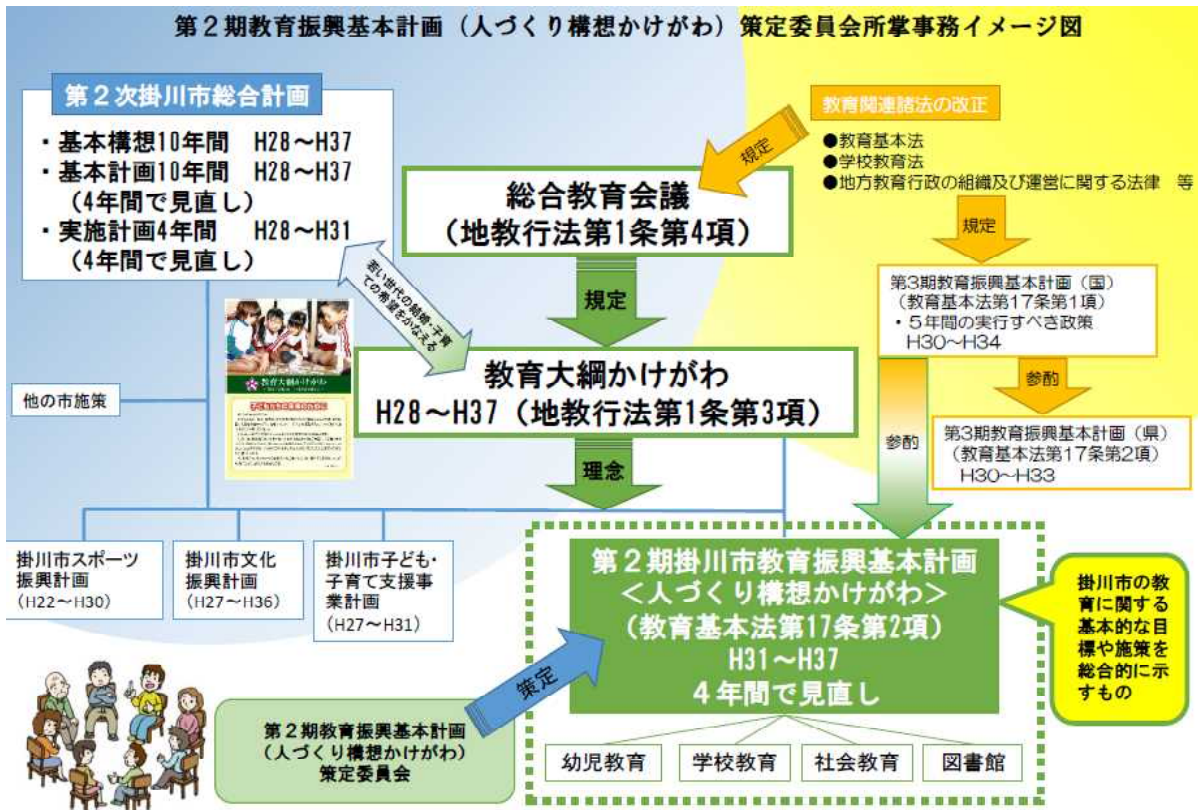 第２期教育振興基本計画（人づくり構想かけがわ）策定委員会所掌事務イメージ図
第２次掛川市総合計画
・基本構想10年間　H28～H37
・基本計画10年間　H28～H37
（4年間で見直し）
・実施計画4年間　H28～H31
（4年間で見直し）
教育関連諸法の改正
●教育基本法
●学校教育法
●地方教育行政の組織及び運営に関する法律　等
規定
総合教育会議
（地教行法第1条第4項）
規定
規定
第3期教育振興基本計画（国）
（教育基本法第17条第1項）
・５年間の実行すべき政策
H30～H34
若い世代の結婚・子育
ての希望をかなえる
教育大綱かけがわ
子どもたちの未来のために
教育大綱かけがわ
H28～H37（地教行法第1条第3項）
参酌
他の市施策
第3期教育振興基本計画（県）
（教育基本法第17条第2項）
H30～H33
参酌
理念
掛川市スポーツ
振興計画
（H22～H30）
掛川市文化
振興計画
（H27～H36）
掛川市子ども・
子育て支援事
業計画
（H27～H31）
第２期掛川市教育振興基本計画
＜人づくり構想かけがわ＞
（教育基本法第17条第2項）
H31～H37
４年間で見直し
掛川市の教
育に関する
基本的な目
標や施策を
総合的に示
すもの
策定
第２期教育振興基本計画
（人づくり構想かけがわ）
策定委員会
幼児教育
学校教育
社会教育
図書館